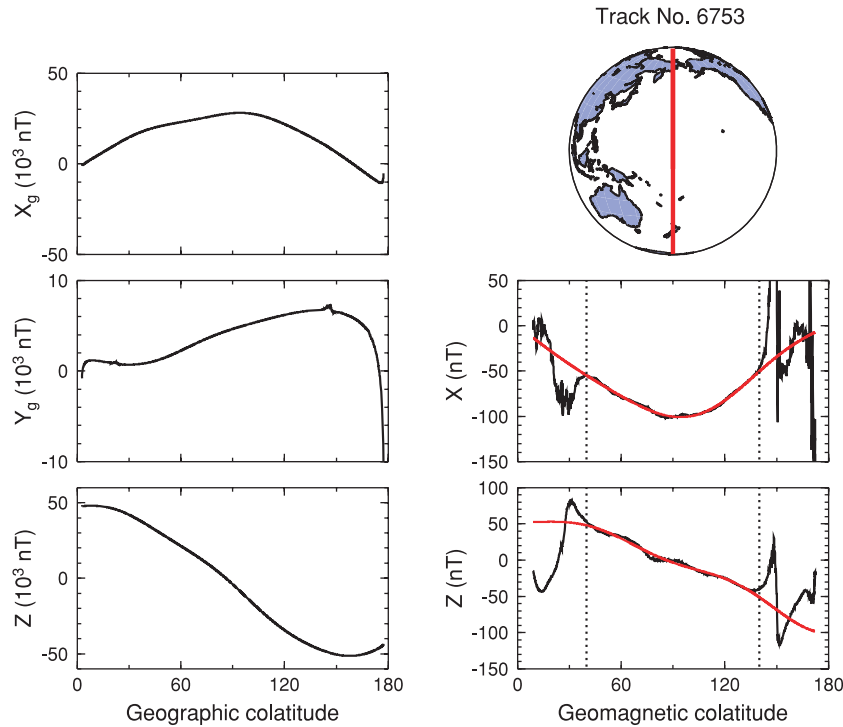 Track No. 6753
50
0
-50
X_g (10^3 nT)
10
0
-10
Y_g (10^3 nT)
50
0
-50
Z (10^3 nT)
0 60 120 180
Geographic colatitude
50
0
-50
-100
-150
X (nT)
100
50
0
-50
-100
-150
Z (nT)
0 60 120 180
Geomagnetic colatitude